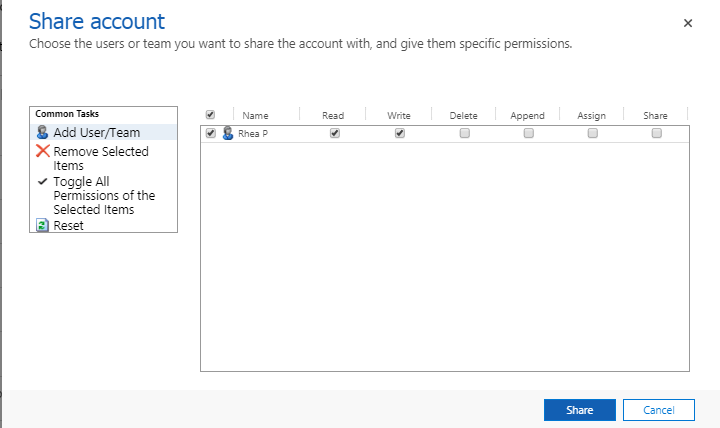 Share account
Choose the users or team you want to share the account with, and give them specific permissions.
Common Tasks
Add User/Team
Remove Selected
Items
Toggle All
Permissions of the
Selected Items
Reset
Name Read Write Delete Append Assign Share
Rhea P
Share Cancel